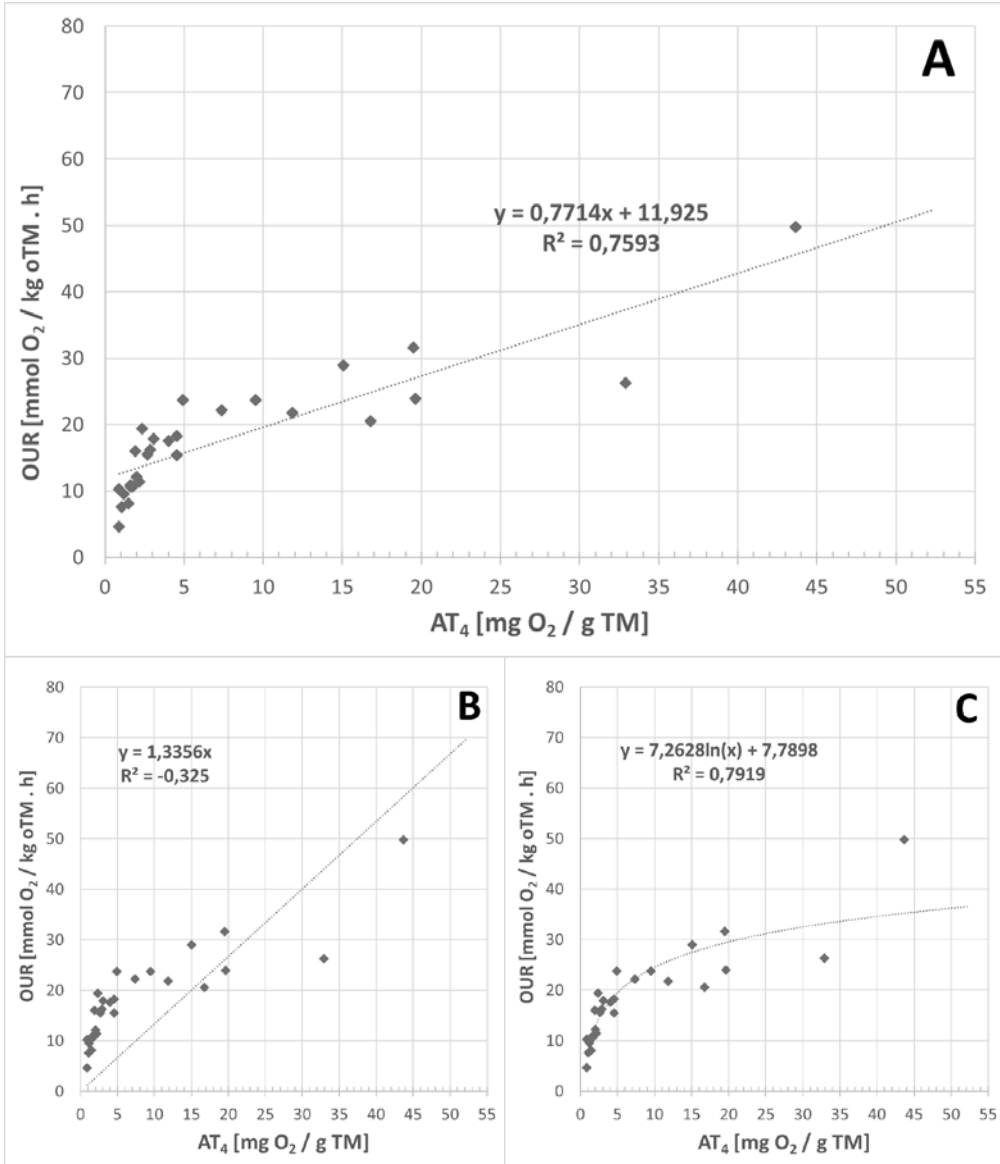 A
80
70
60
50
40
30
20
10
0
OUR [mmol O₂ / kg oTM . h]
y = 0,7714x + 11,925
R² = 0,7593
0 5 10 15 20 25 30 35 40 45 50 55
AT₄ [mg O₂ / g TM]
B
80
70
60
50
40
30
20
10
0
OUR [mmol O₂ / kg oTM . h]
y = 1,3356x
R² = -0,325
0 5 10 15 20 25 30 35 40 45 50 55
AT₄ [mg O₂ / g TM]
C
80
70
60
50
40
30
20
10
0
OUR [mmol O₂ / kg oTM . h]
y = 7,2628ln(x) + 7,7898
R² = 0,7919
0 5 10 15 20 25 30 35 40 45 50 55
AT₄ [mg O₂ / g TM]